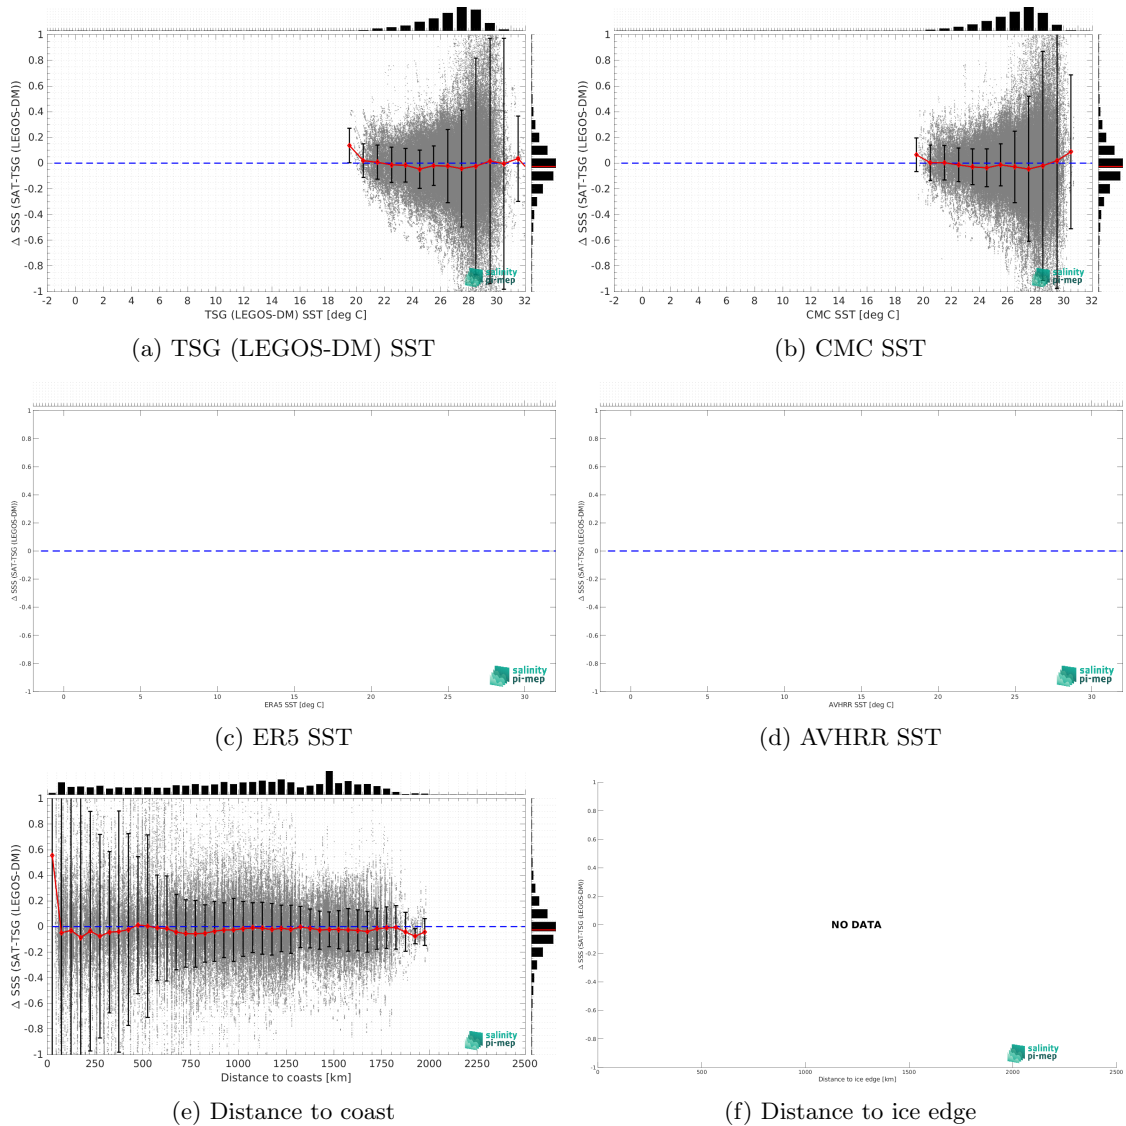 1
0.8
0.6
0.4
0.2
0
-0.2
-0.4
-0.6
-0.8
-1
Δ SSS (SAT-TSG (LEGOS-DM))
-2 0 2 4 6 8 10 12 14 16 18 20 22 24 26 28 30 32
TSG (LEGOS-DM) SST [deg C]
salinity
pi-mep
(a) TSG (LEGOS-DM) SST
1
0.8
0.6
0.4
0.2
0
-0.2
-0.4
-0.6
-0.8
-1
Δ SSS (SAT-TSG (LEGOS-DM))
-2 0 2 4 6 8 10 12 14 16 18 20 22 24 26 28 30 32
CMC SST [deg C]
salinity
pi-mep
(b) CMC SST
1
0.8
0.6
0.4
0.2
0
-0.2
-0.4
-0.6
-0.8
-1
Δ SSS (SAT-TSG (LEGOS-DM))
0 5 10 15 20 25 30
ERA5 SST [deg C]
salinity
pi-mep
(c) ER5 SST
1
0.8
0.6
0.4
0.2
0
-0.2
-0.4
-0.6
-0.8
-1
Δ SSS (SAT-TSG (LEGOS-DM))
0 5 10 15 20 25 30
AVHRR SST [deg C]
salinity
pi-mep
(d) AVHRR SST
1
0.8
0.6
0.4
0.2
0
-0.2
-0.4
-0.6
-0.8
-1
Δ SSS (SAT-TSG (LEGOS-DM))
0 250 500 750 1000 1250 1500 1750 2000 2250 2500
Distance to coasts [km]
salinity
pi-mep
(e) Distance to coast
1
0.8
0.6
0.4
0.2
0
-0.2
-0.4
-0.6
-0.8
-1
Δ SSS (SAT-TSG (LEGOS-DM))
NO DATA
0 500 1000 1500 2000 2500
Distance to ice edge [km]
salinity
pi-mep
(f) Distance to ice edge